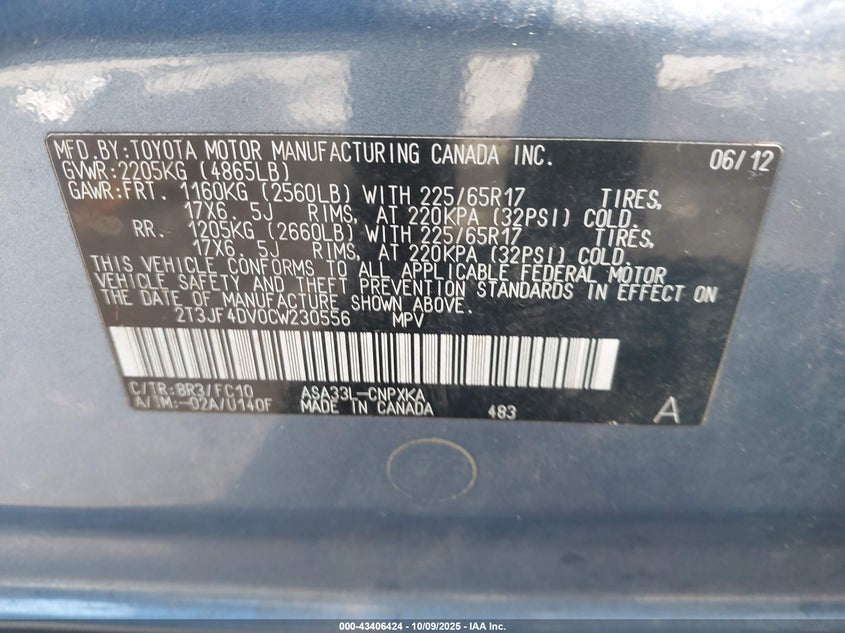 MFD.BY:TOYOTA MOTOR MANUFACTURING CANADA INC. 06/12
GVWR:2205KG (4865LB)
GAWR:FRT. 1160KG (2560LB) WITH 225/65R17 TIRES,
17X6.5J RIMS, AT 220KPA (32PSI) COLD.
RR. 1205KG (2660LB) WITH 225/65R17 TIRES,
17X6.5J RIMS, AT 220KPA (32PSI) COLD.
THIS VEHICLE CONFORMS TO ALL APPLICABLE FEDERAL MOTOR
VEHICLE SAFETY AND THEFT PREVENTION STANDARDS IN EFFECT ON
THE DATE OF MANUFACTURE SHOWN ABOVE.
2T3JF4DV0CW230556 MPV
C/TR:8R3/FC10 ASA33L-CNPXKA
A/TM:-02A/U140F MADE IN CANADA 483 A
000-43406424 - 10/09/2025 - IAA Inc.